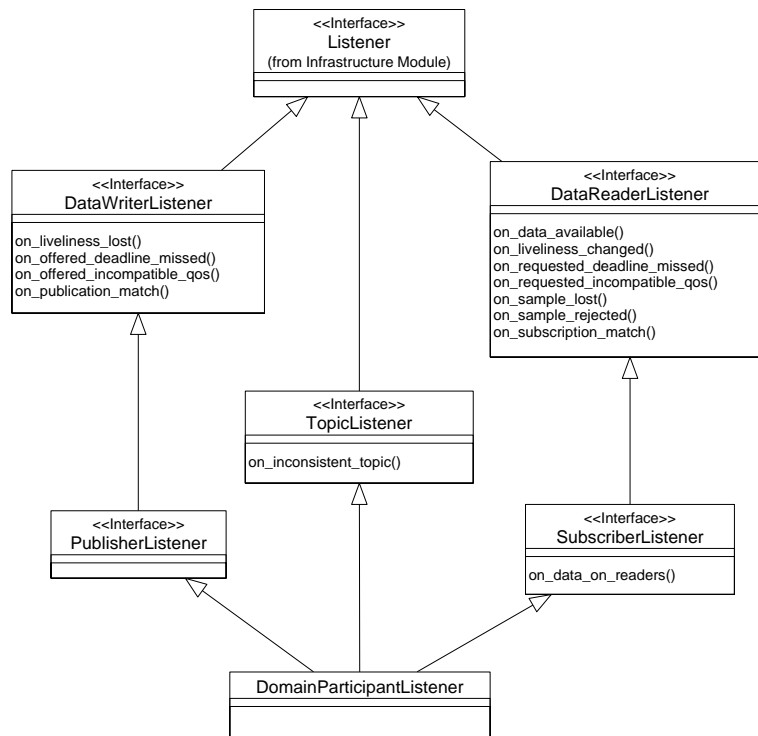 <<Interface>>
Listener
(from Infrastructure Module)
<<Interface>>
DataWriterListener
on_liveliness_lost()
on_offered_deadline_missed()
on_offered_incompatible_qos()
on_publication_match()
<<Interface>>
DataReaderListener
on_data_available()
on_liveliness_changed()
on_requested_deadline_missed()
on_requested_incompatible_qos()
on_sample_lost()
on_sample_rejected()
on_subscription_match()
<<Interface>>
TopicListener
on_inconsistent_topic()
<<Interface>>
PublisherListener
<<Interface>>
SubscriberListener
on_data_on_readers()
DomainParticipantListener